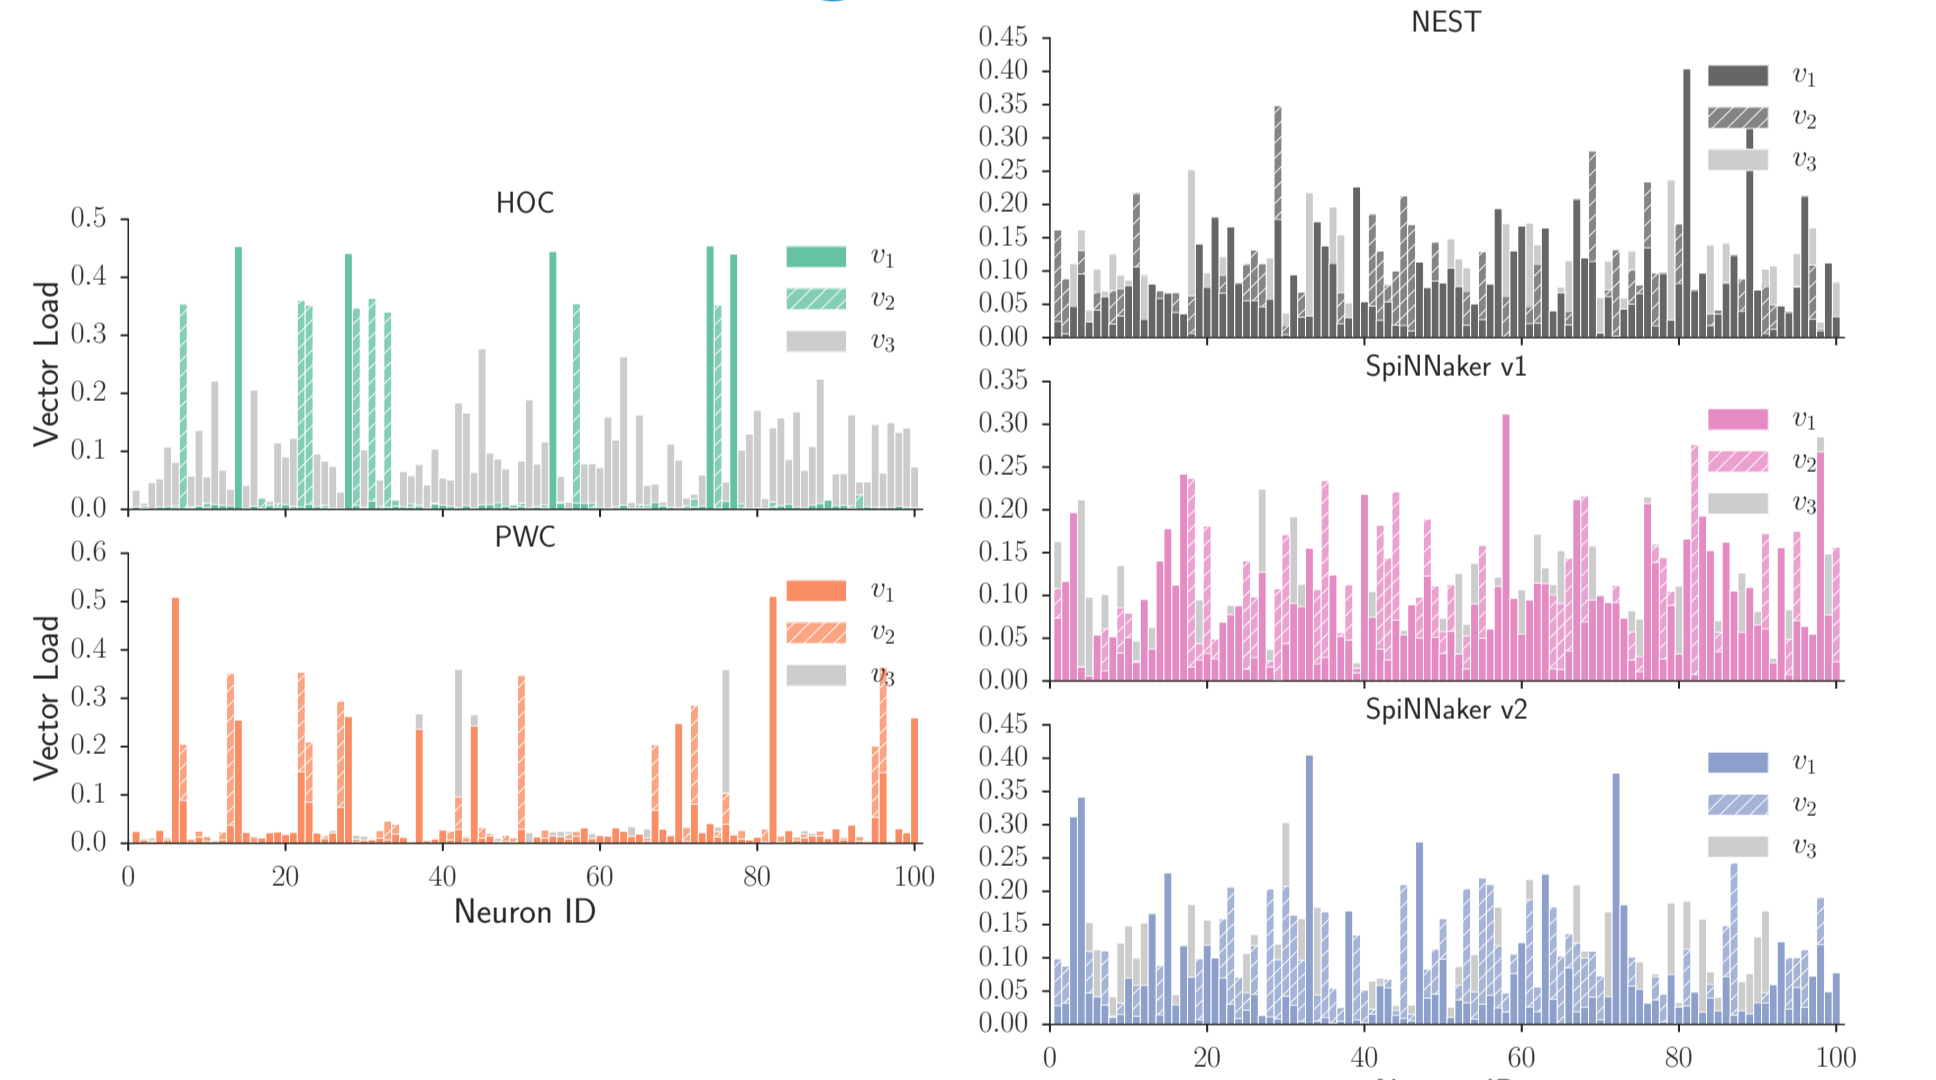 HOC
Vector Load
0.5
0.4
0.3
0.2
0.1
0.0
v1
v2
v3
PWC
Vector Load
0.6
0.5
0.4
0.3
0.2
0.1
0.0
v1
v2
v3
0 20 40 60 80 100
Neuron ID
NEST
0.45
0.40
0.35
0.30
0.25
0.20
0.15
0.10
0.05
0.00
v1
v2
v3
SpiNNaker v1
0.35
0.30
0.25
0.20
0.15
0.10
0.05
0.00
v1
v2
v3
SpiNNaker v2
0.45
0.40
0.35
0.30
0.25
0.20
0.15
0.10
0.05
0.00
v1
v2
v3
0 20 40 60 80 100